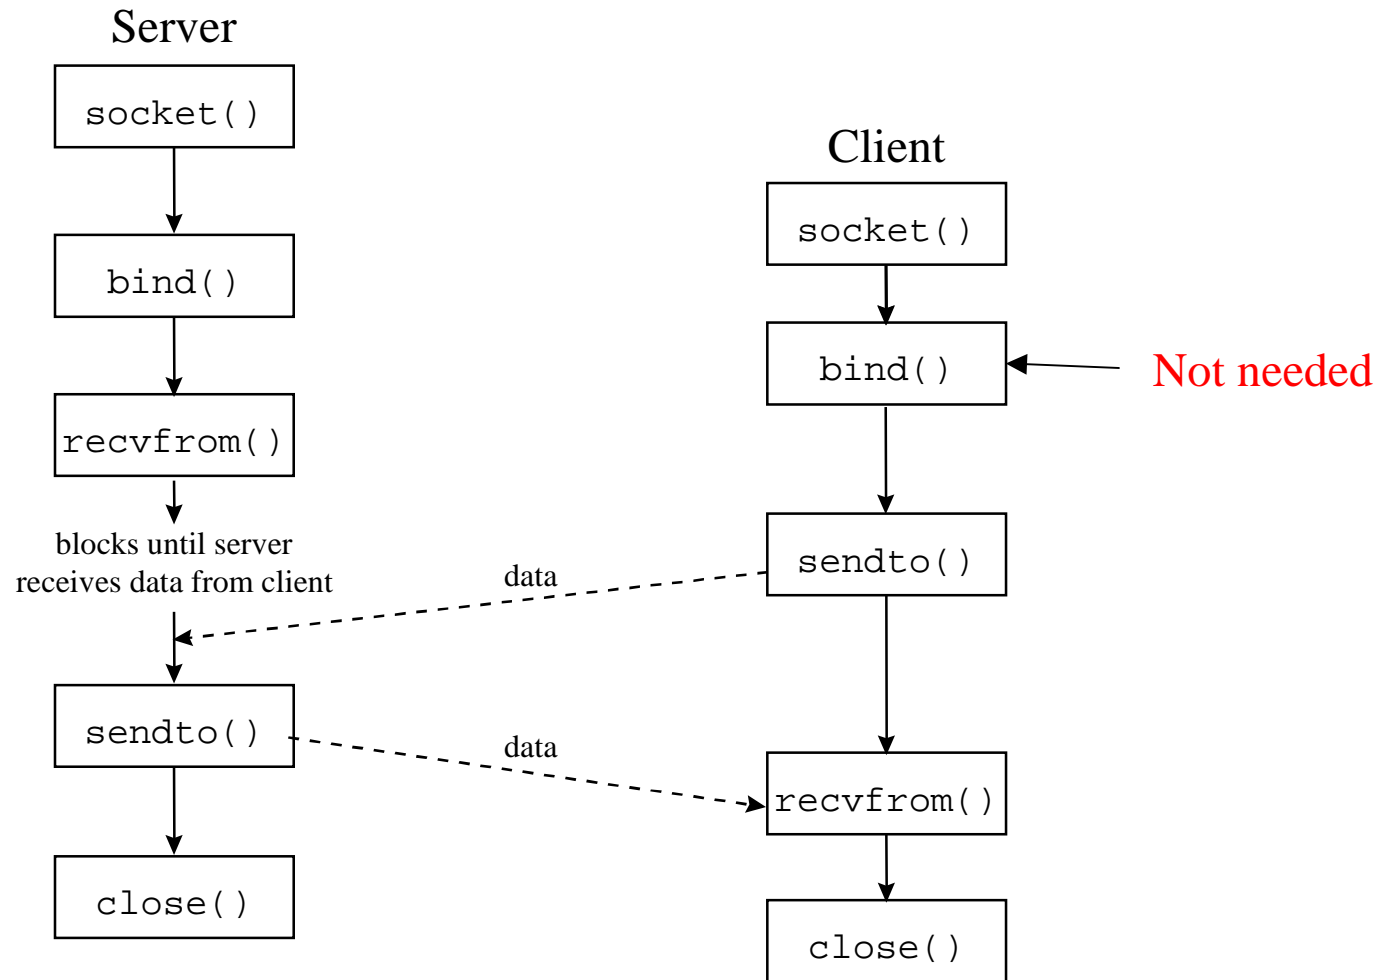 Server
socket()
bind()
recvfrom()
blocks until server
receives data from client
sendto()
close()
data
data
Client
socket()
bind()
Not needed
sendto()
recvfrom()
close()